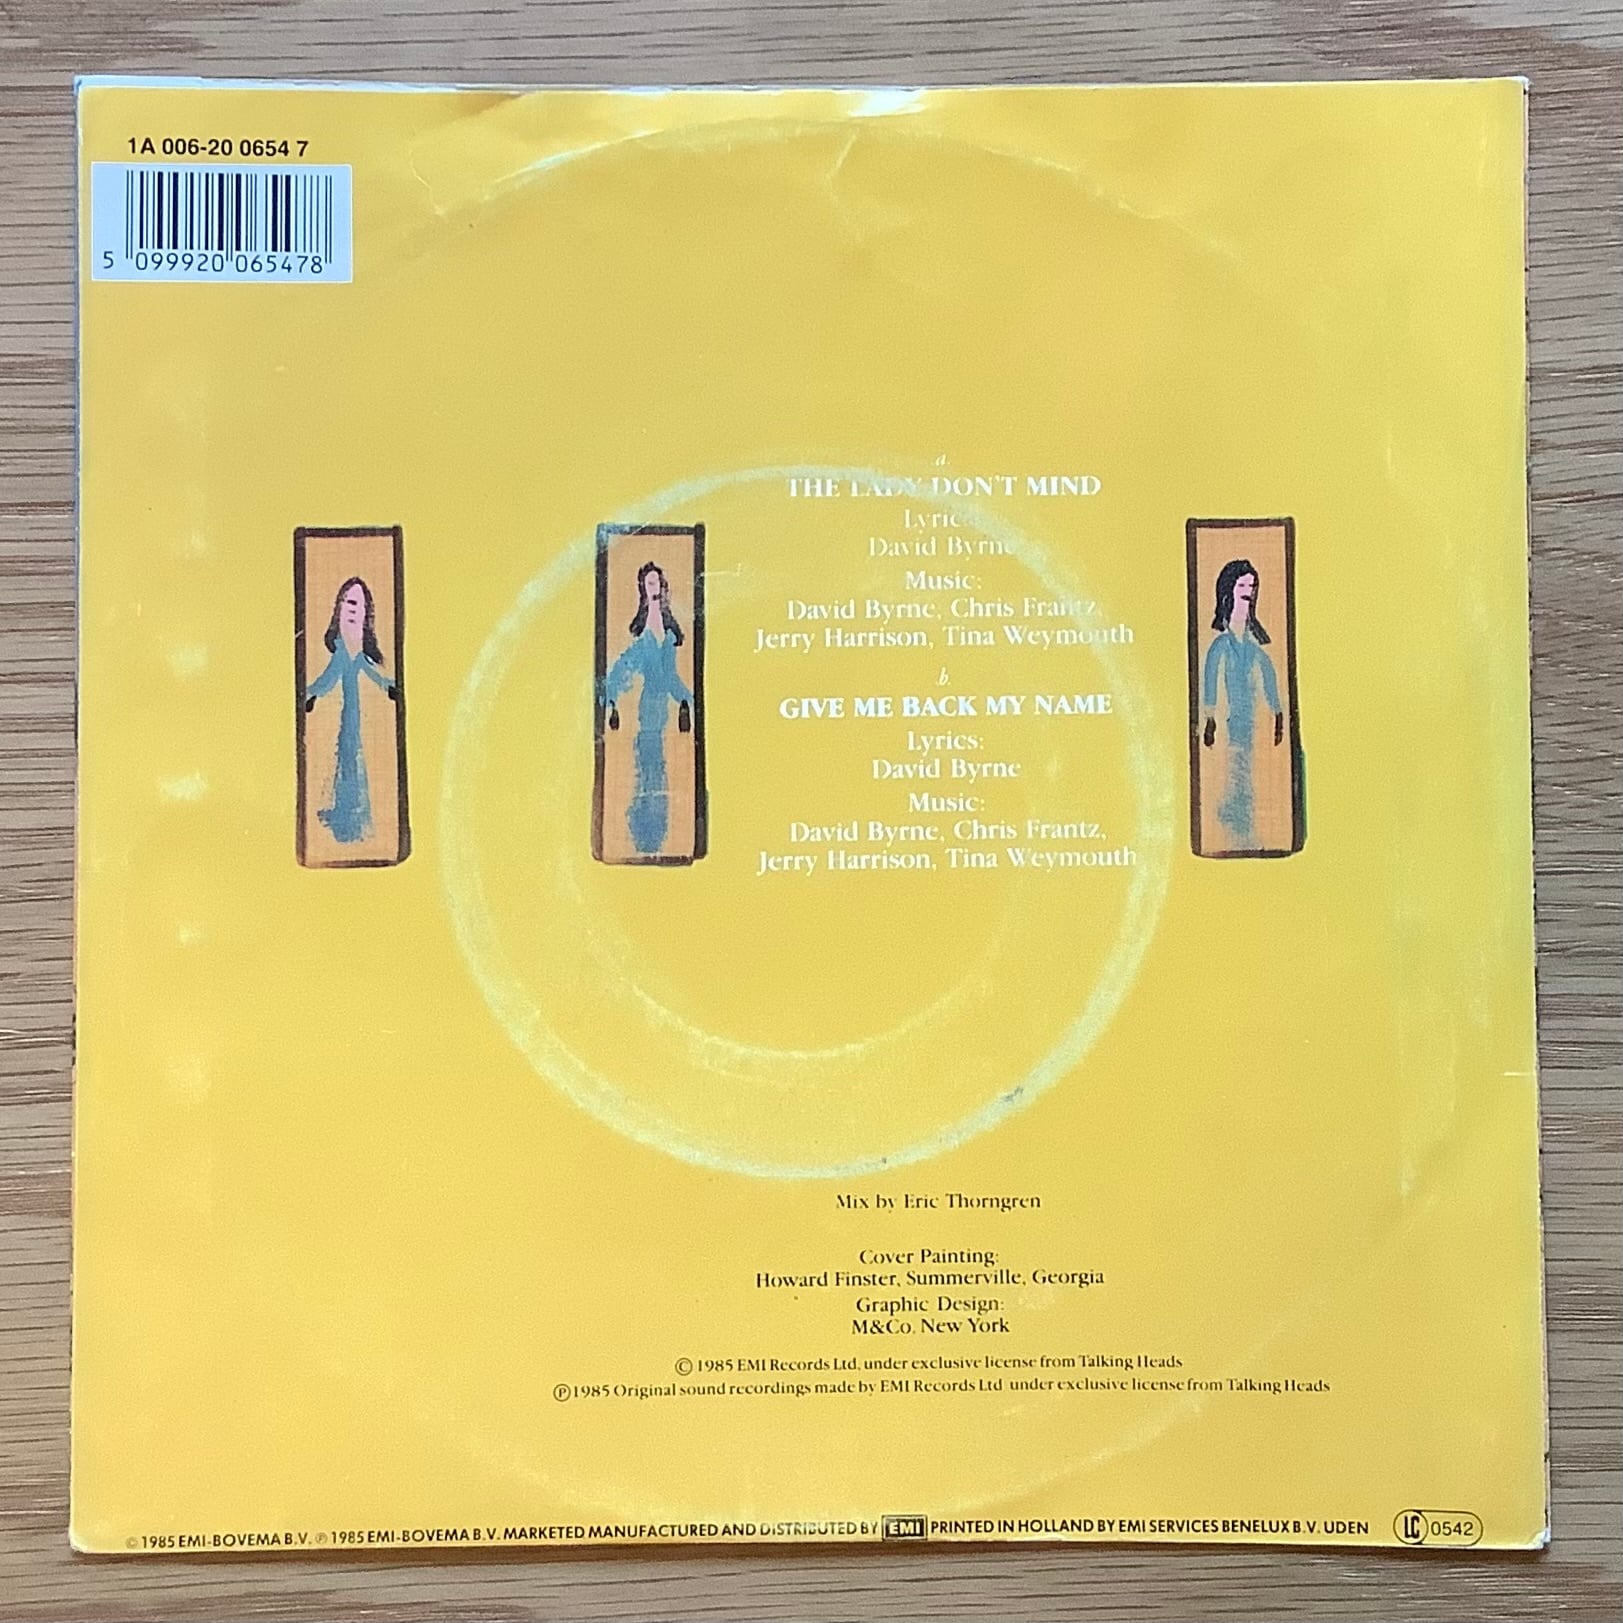 1A 006-20 0654 7
5 099920 065478
a.
THE LADY DON'T MIND
Lyrics:
David Byrne
Music:
David Byrne, Chris Frantz,
Jerry Harrison, Tina Weymouth
b.
GIVE ME BACK MY NAME
Lyrics:
David Byrne
Music:
David Byrne, Chris Frantz,
Jerry Harrison, Tina Weymouth
Mix by Eric Thorngren
Cover Painting:
Howard Finster, Summerville, Georgia
Graphic Design:
M&Co. New York
© 1985 EMI Records Ltd, under exclusive license from Talking Heads
℗ 1985 Original sound recordings made by EMI Records Ltd under exclusive license from Talking Heads
© 1985 EMI-BOVEMA B.V. ℗ 1985 EMI-BOVEMA B.V. MARKETED MANUFACTURED AND DISTRIBUTED BY EMI PRINTED IN HOLLAND BY EMI SERVICES BENELUX B.V. UDEN LC 0542